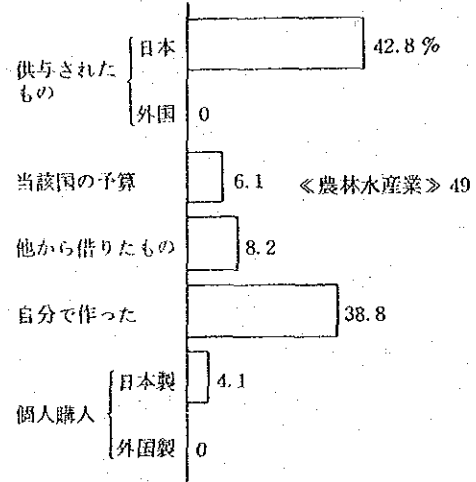 日本 42.8 %
供与された
もの
外国 0
当該国の予算 6.1 ≪農林水産業≫ 49
他から借りたもの 8.2
自分で作った 38.8
日本製 4.1
個人購入
外国製 0